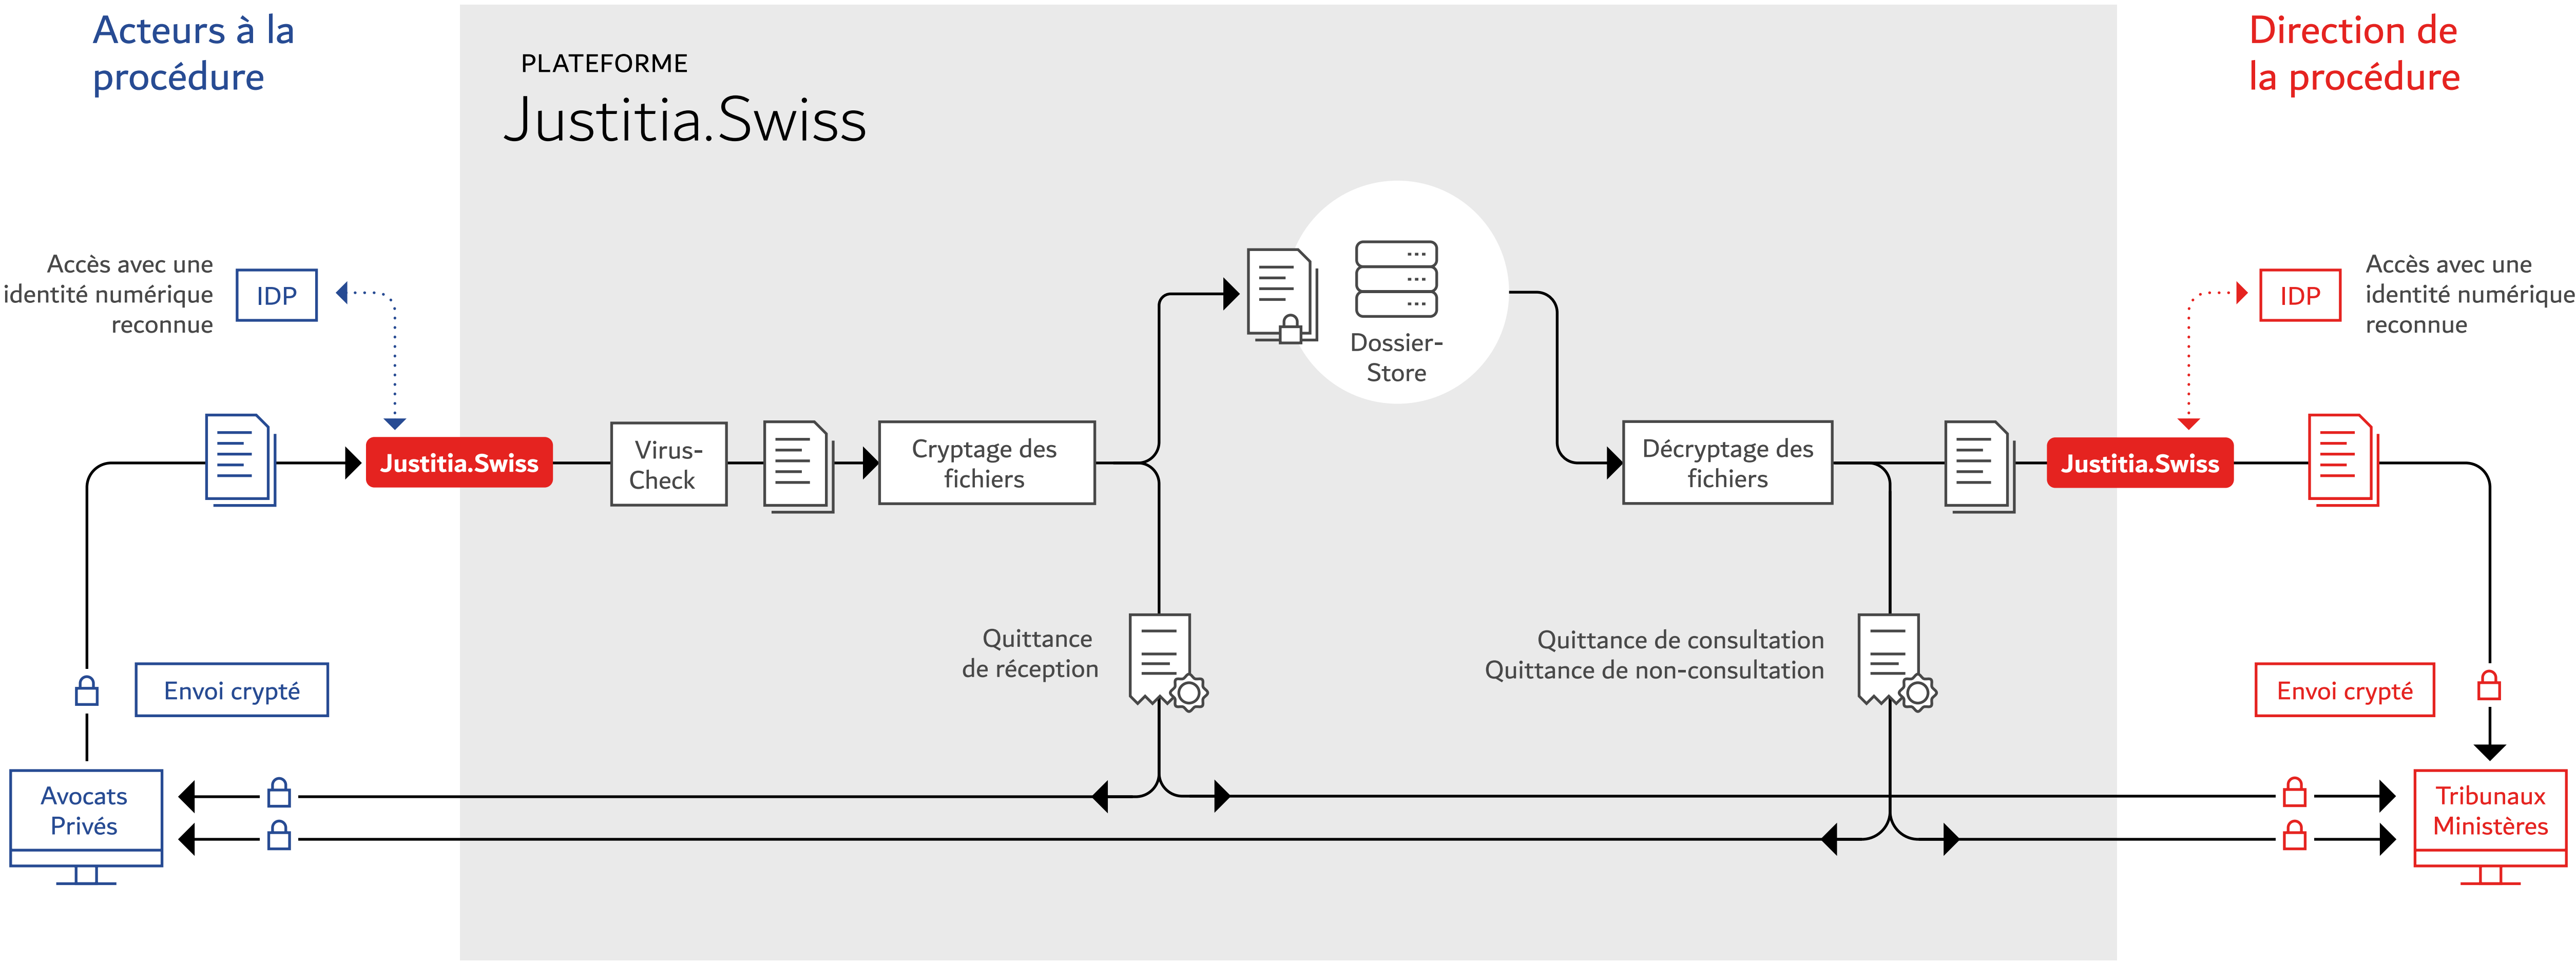 Acteurs à la
procédure
PLATEFORME
Justitia.Swiss
Direction de
la procédure
Accès avec une
identité numérique
reconnue
IDP
Dossier-
Store
IDP
Accès avec une
identité numérique
reconnue
Justitia.Swiss
Virus-
Check
Cryptage des
fichiers
Décryptage des
fichiers
Justitia.Swiss
Envoi crypté
Quittance
de réception
Quittance de consultation
Quittance de non-consultation
Envoi crypté
Avocats
Privés
Tribunaux
Ministères